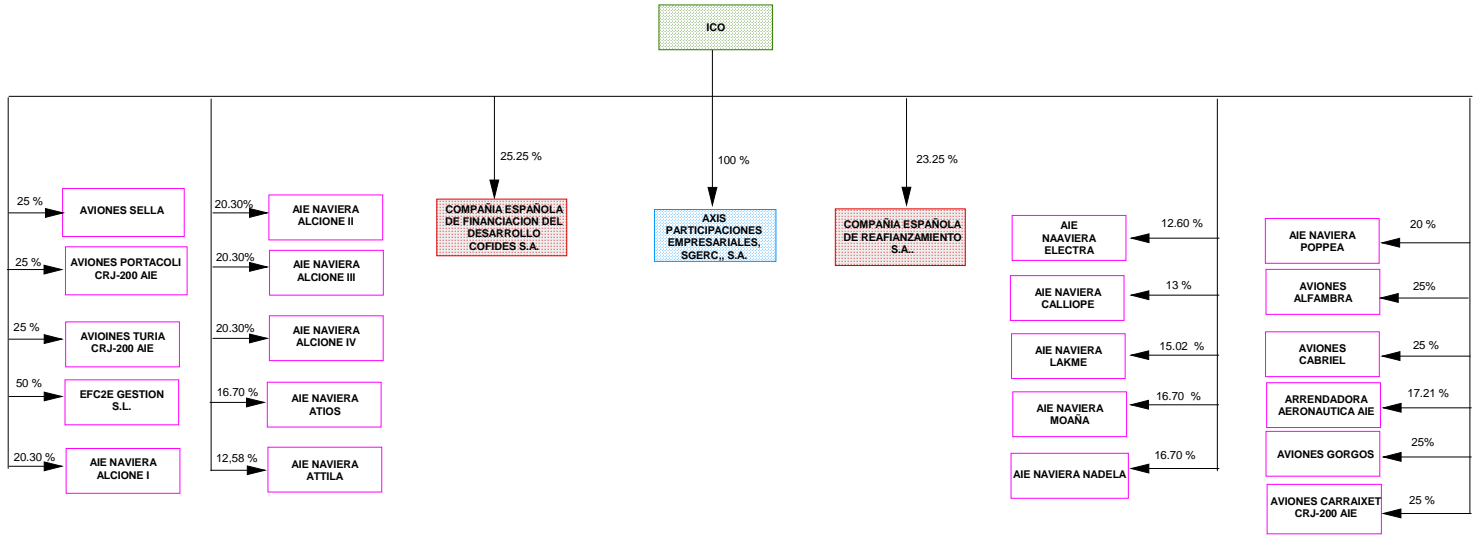 ICO
25.25 %
100 %
23.25 %
COMPAÑIA ESPAÑOLA
DE FINANCIACION DEL
DESARROLLO
COFIDES S.A.
AXIS
PARTICIPACIONES
EMPRESARIALES,
SGERC,, S.A.
COMPAÑIA ESPAÑOLA
DE REAFIANZAMIENTO
S.A..
25 %
AVIONES SELLA
25 %
AVIONES PORTACOLI
CRJ-200 AIE
25 %
AVIOINES TURIA
CRJ-200 AIE
50 %
EFC2E GESTION
S.L.
20.30 %
AIE NAVIERA
ALCIONE I
20.30%
AIE NAVIERA
ALCIONE II
20.30%
AIE NAVIERA
ALCIONE III
20.30%
AIE NAVIERA
ALCIONE IV
16.70 %
AIE NAVIERA
ATIOS
12,58 %
AIE NAVIERA
ATTILA
AIE
NAAVIERA
ELECTRA
12.60 %
AIE NAVIERA
CALLIOPE
13 %
AIE NAVIERA
LAKME
15.02 %
AIE NAVIERA
MOAÑA
16.70 %
AIE NAVIERA NADELA
16.70 %
AIE NAVIERA
POPPEA
20 %
AVIONES
ALFAMBRA
25%
AVIONES
CABRIEL
25 %
ARRENDADORA
AERONAUTICA AIE
17.21 %
AVIONES GORGOS
25%
AVIONES CARRAIXET
CRJ-200 AIE
25 %